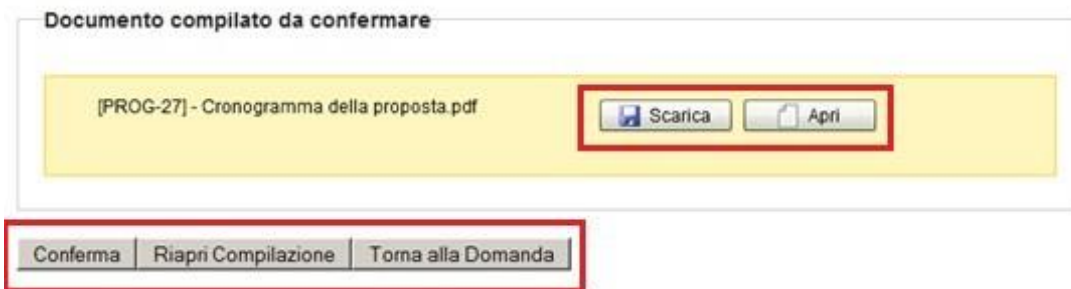 Documento compilato da confermare
[PROG-27] - Cronogramma della proposta.pdf
Scarica
Apri
Conferma
Riapri Compilazione
Torna alla Domanda